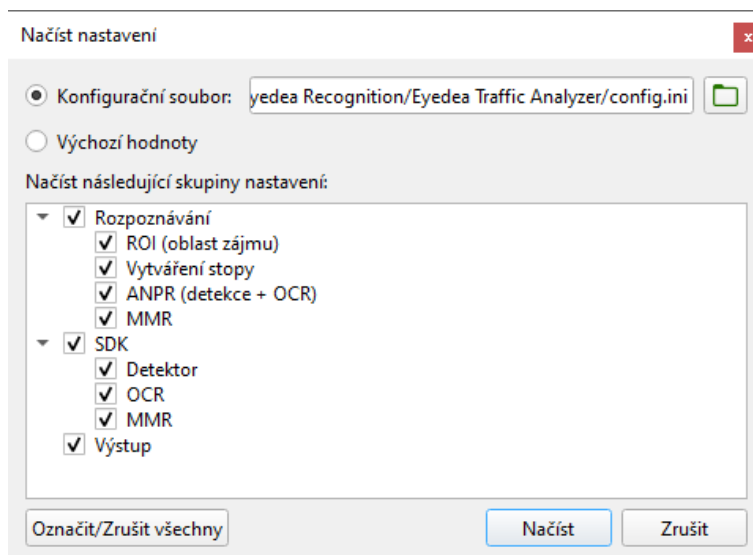 Načíst nastavení
x
Konfigurační soubor: yedea Recognition/Eyedea Traffic Analyzer/config.ini
Výchozí hodnoty
Načíst následující skupiny nastavení:
Rozpoznávání
ROI (oblast zájmu)
Vytváření stopy
ANPR (detekce + OCR)
MMR
SDK
Detektor
OCR
MMR
Výstup
Označit/Zrušit všechny Načíst Zrušit